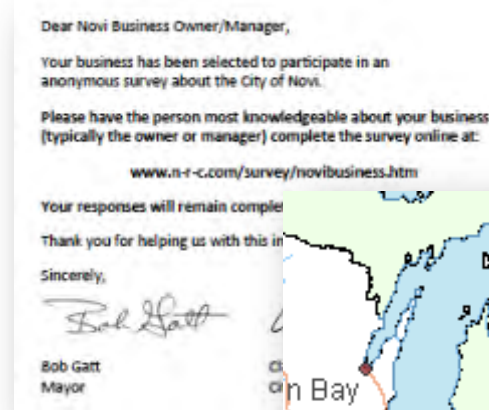 Dear Novi Business Owner/Manager,
Your business has been selected to participate in an
anonymous survey about the City of Novi.
Please have the person most knowledgeable about your business
(typically the owner or manager) complete the survey online at:
www.n-r-c.com/survey/novibusiness.htm
Your responses will remain comple
Thank you for helping us with this in
Sincerely,
Bob Gatt
Bob Gatt
Mayor
n Bay